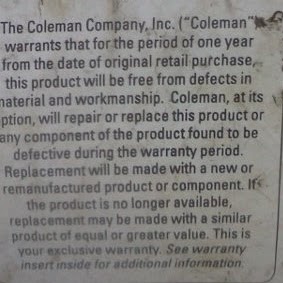 The Coleman Company, Inc. ("Coleman")
warrants that for the period of one year
from the date of original retail purchase,
this product will be free from defects in
material and workmanship. Coleman, at its
option, will repair or replace this product or
any component of the product found to be
defective during the warranty period.
Replacement will be made with a new or
remanufactured product or component. If
the product is no longer available,
replacement may be made with a similar
product of equal or greater value. This is
your exclusive warranty. See warranty
insert inside for additional information.